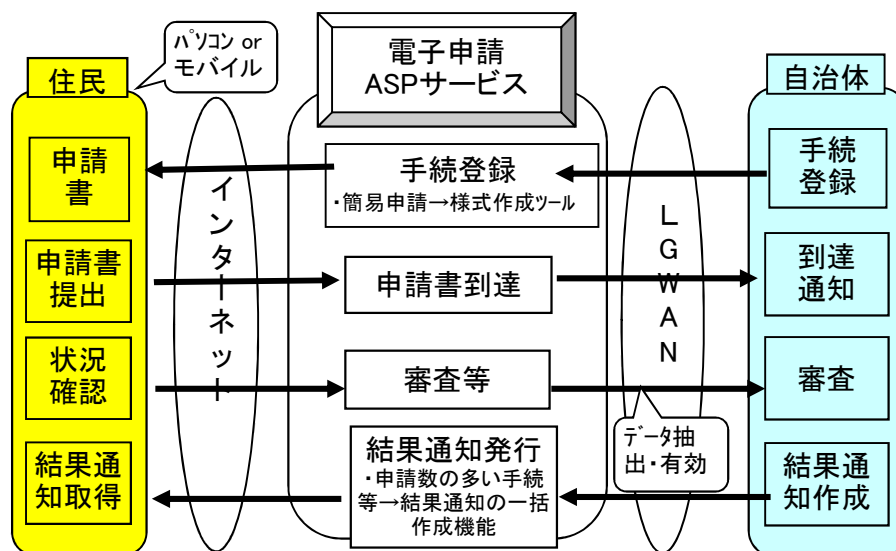 パソコン or
モバイル
住民
電子申請
ASPサービス
自治体
申請
書
手続登録
・簡易申請→様式作成ツール
手続
登録
インターネット
LGWAN
申請書
提出
申請書到達
到達
通知
状況
確認
審査等
審査
データ抽
出・有効
結果通
知取得
結果通知発行
・申請数の多い手続
等→結果通知の一括
作成機能
結果通
知作成